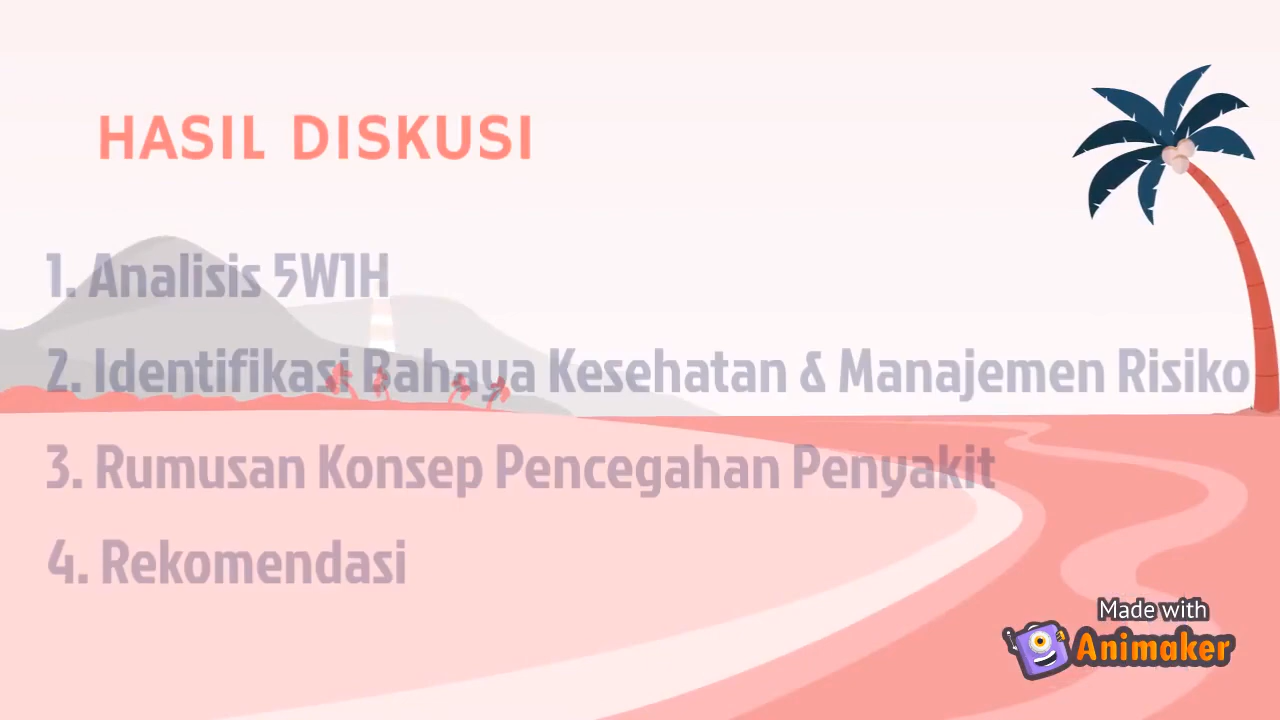 HASIL DISKUSI
1. Analisis 5W1H
2. Identifikasi Bahaya Kesehatan & Manajemen Risiko
3. Rumusan Konsep Pencegahan Penyakit
4. Rekomendasi
Made with
Animaker